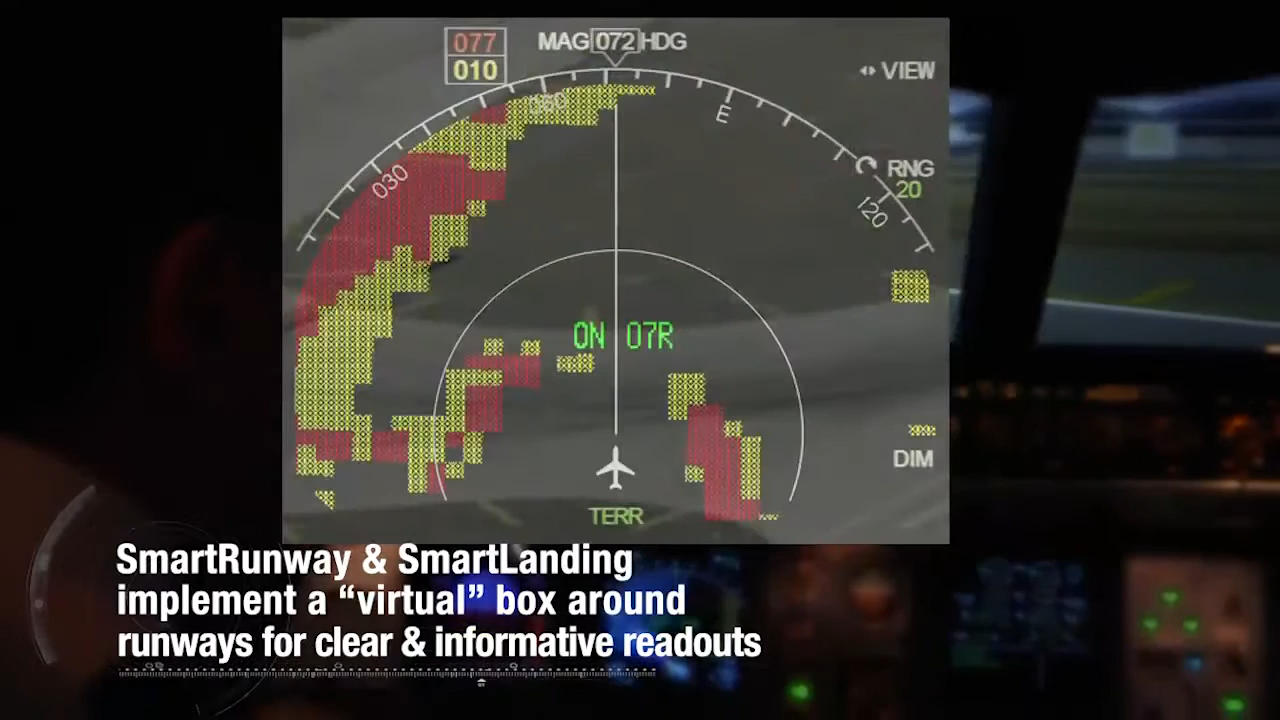 077
010
MAG 072 HDG
VIEW
060
E
030
RNG
20
120
ON 07R
DIM
TERR
SmartRunway & SmartLanding
implement a “virtual” box around
runways for clear & informative readouts